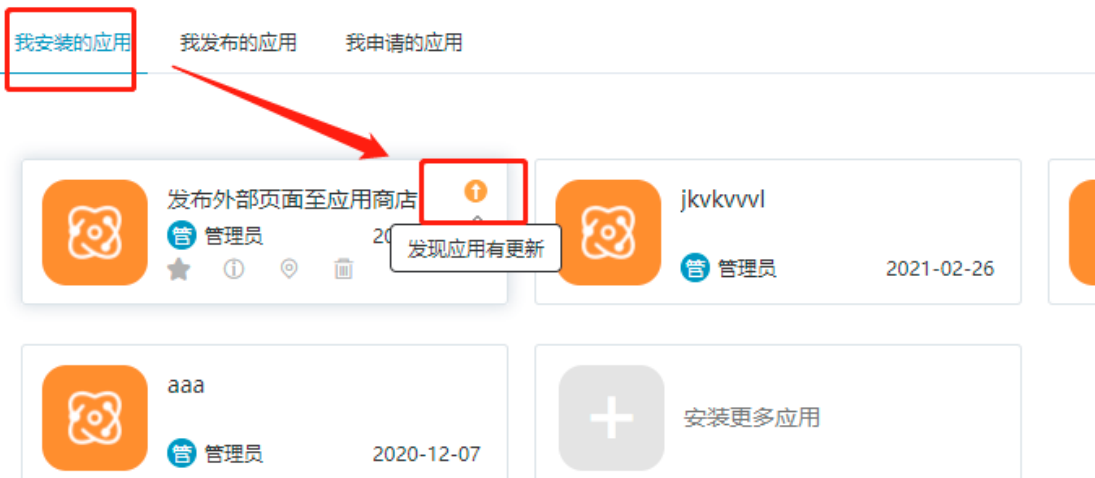 我安装的应用 我发布的应用 我申请的应用
发布外部页面至应用商店
管 管理员 20
发现应用有更新
jkvkvvvl
管 管理员 2021-02-26
aaa
管 管理员 2020-12-07
安装更多应用